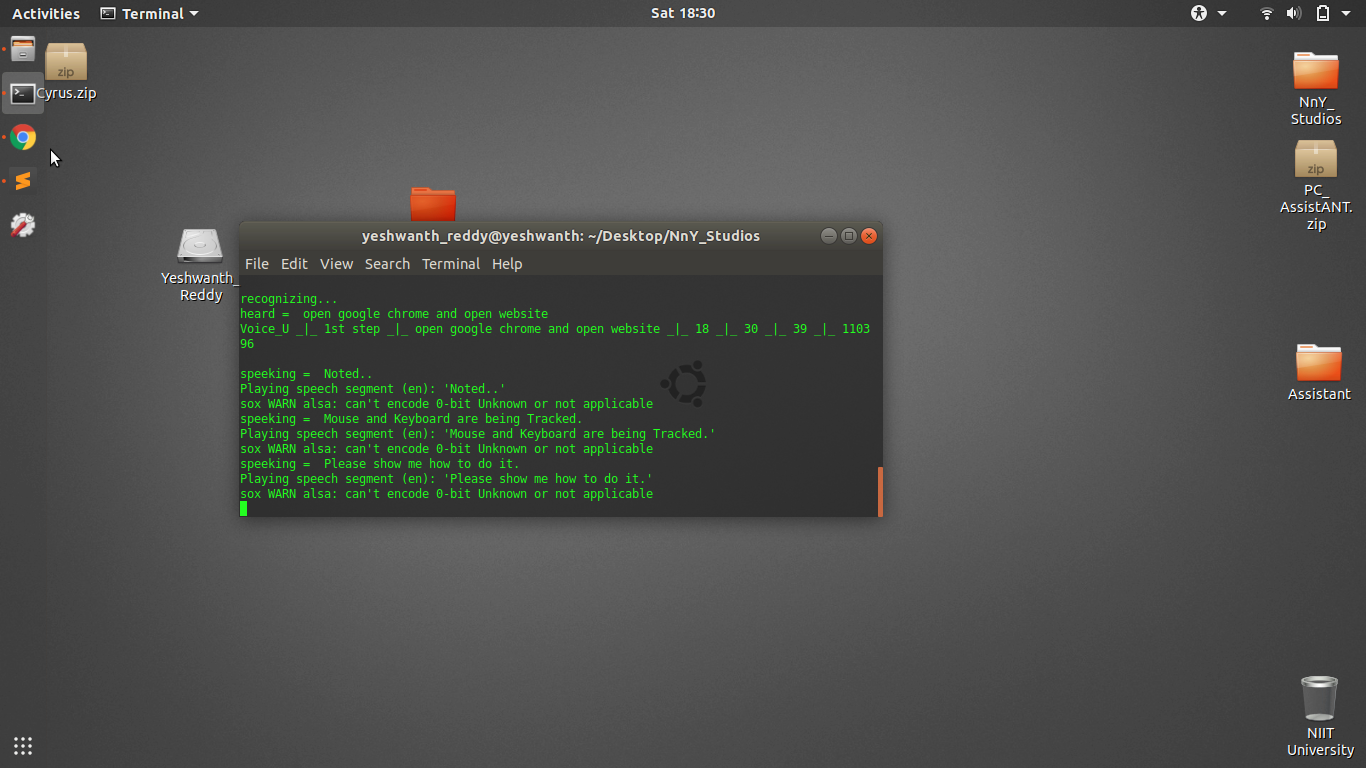 Activities
Terminal
Sat 18:30
zip
Cyrus.zip
NnY_
Studios
zip
PC_
AssistANT.
zip
Yeshwanth_
Reddy
yeshwanth_reddy@yeshwanth: ~/Desktop/NnY_Studios
File Edit View Search Terminal Help
recognizing...
heard =  open google chrome and open website
Voice_U _|_ 1st step _|_ open google chrome and open website _|_ 18 _|_ 30 _|_ 39 _|_ 1103
96
speeking =  Noted..
Playing speech segment (en): 'Noted..'
sox WARN alsa: can't encode 0-bit Unknown or not applicable
speeking =  Mouse and Keyboard are being Tracked.
Playing speech segment (en): 'Mouse and Keyboard are being Tracked.'
sox WARN alsa: can't encode 0-bit Unknown or not applicable
speeking =  Please show me how to do it.
Playing speech segment (en): 'Please show me how to do it.'
sox WARN alsa: can't encode 0-bit Unknown or not applicable
Assistant
NIIT
University